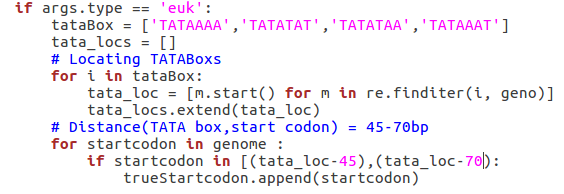 if args.type == 'euk':
    tataBox = ['TATAAAA','TATATAT','TATATAA','TATAAAT']
    tata_locs = []
    # Locating TATABoxs
    for i in tataBox:
        tata_loc = [m.start() for m in re.finditer(i, geno)]
        tata_locs.extend(tata_loc)
    # Distance(TATA box,start codon) = 45-70bp
    for startcodon in genome :
        if startcodon in [(tata_loc-45),(tata_loc-70):
            trueStartcodon.append(startcodon)